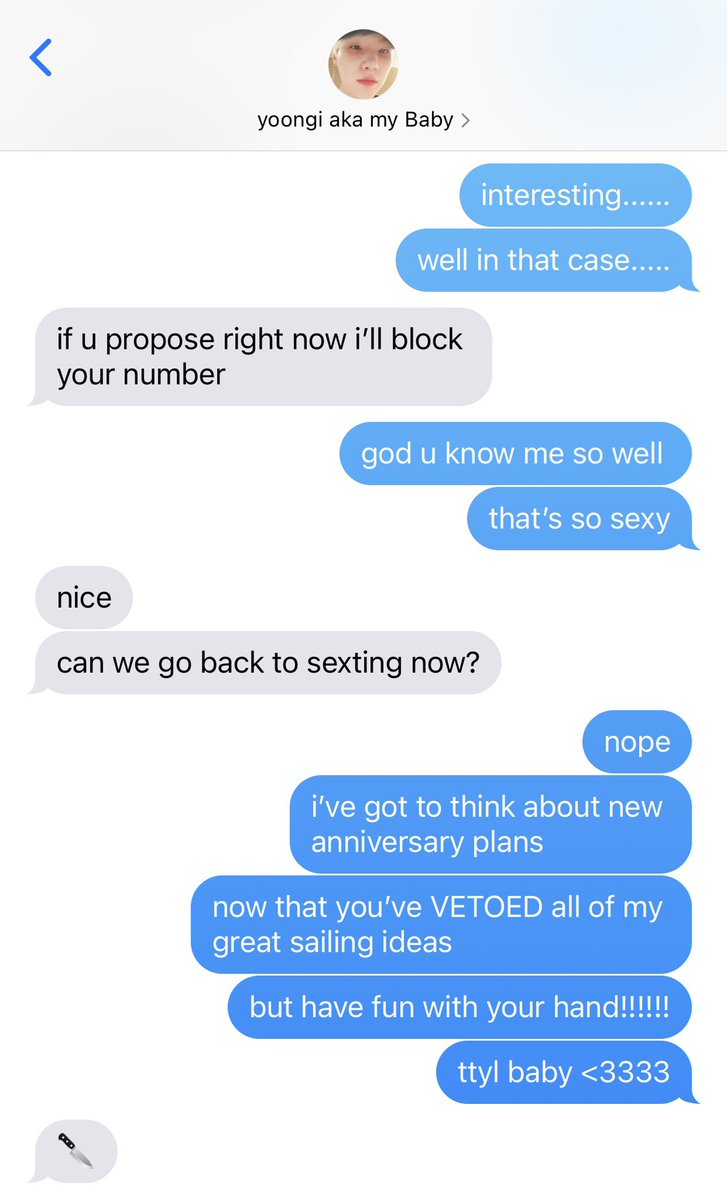 yoongi aka my Baby
interesting......
well in that case.....
if u propose right now i’ll block
your number
god u know me so well
that’s so sexy
nice
can we go back to sexting now?
nope
i’ve got to think about new
anniversary plans
now that you’ve VETOED all of my
great sailing ideas
but have fun with your hand!!!!!!
ttyl baby <3333
🔪